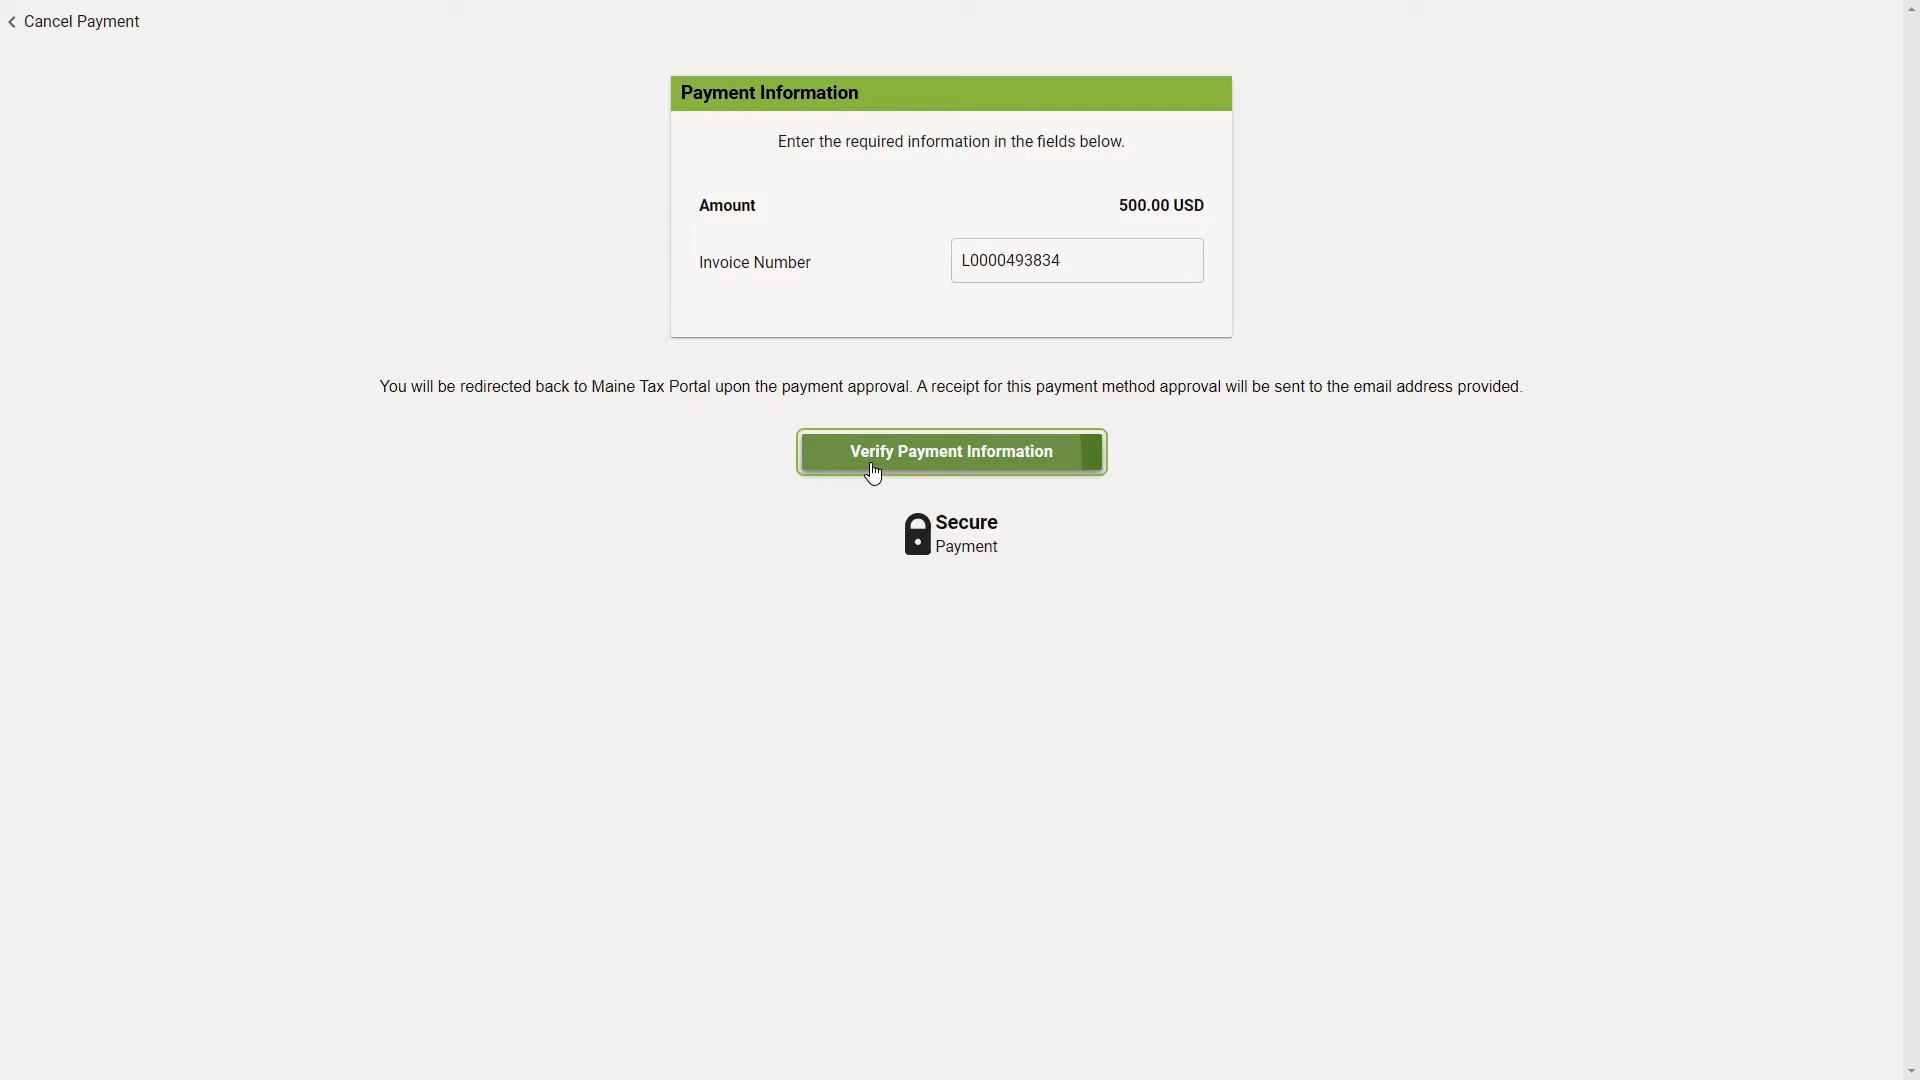 Cancel Payment
Payment Information
Enter the required information in the fields below.
Amount 500.00 USD
Invoice Number L0000493834
You will be redirected back to Maine Tax Portal upon the payment approval. A receipt for this payment method approval will be sent to the email address provided.
Verify Payment Information
Secure
Payment